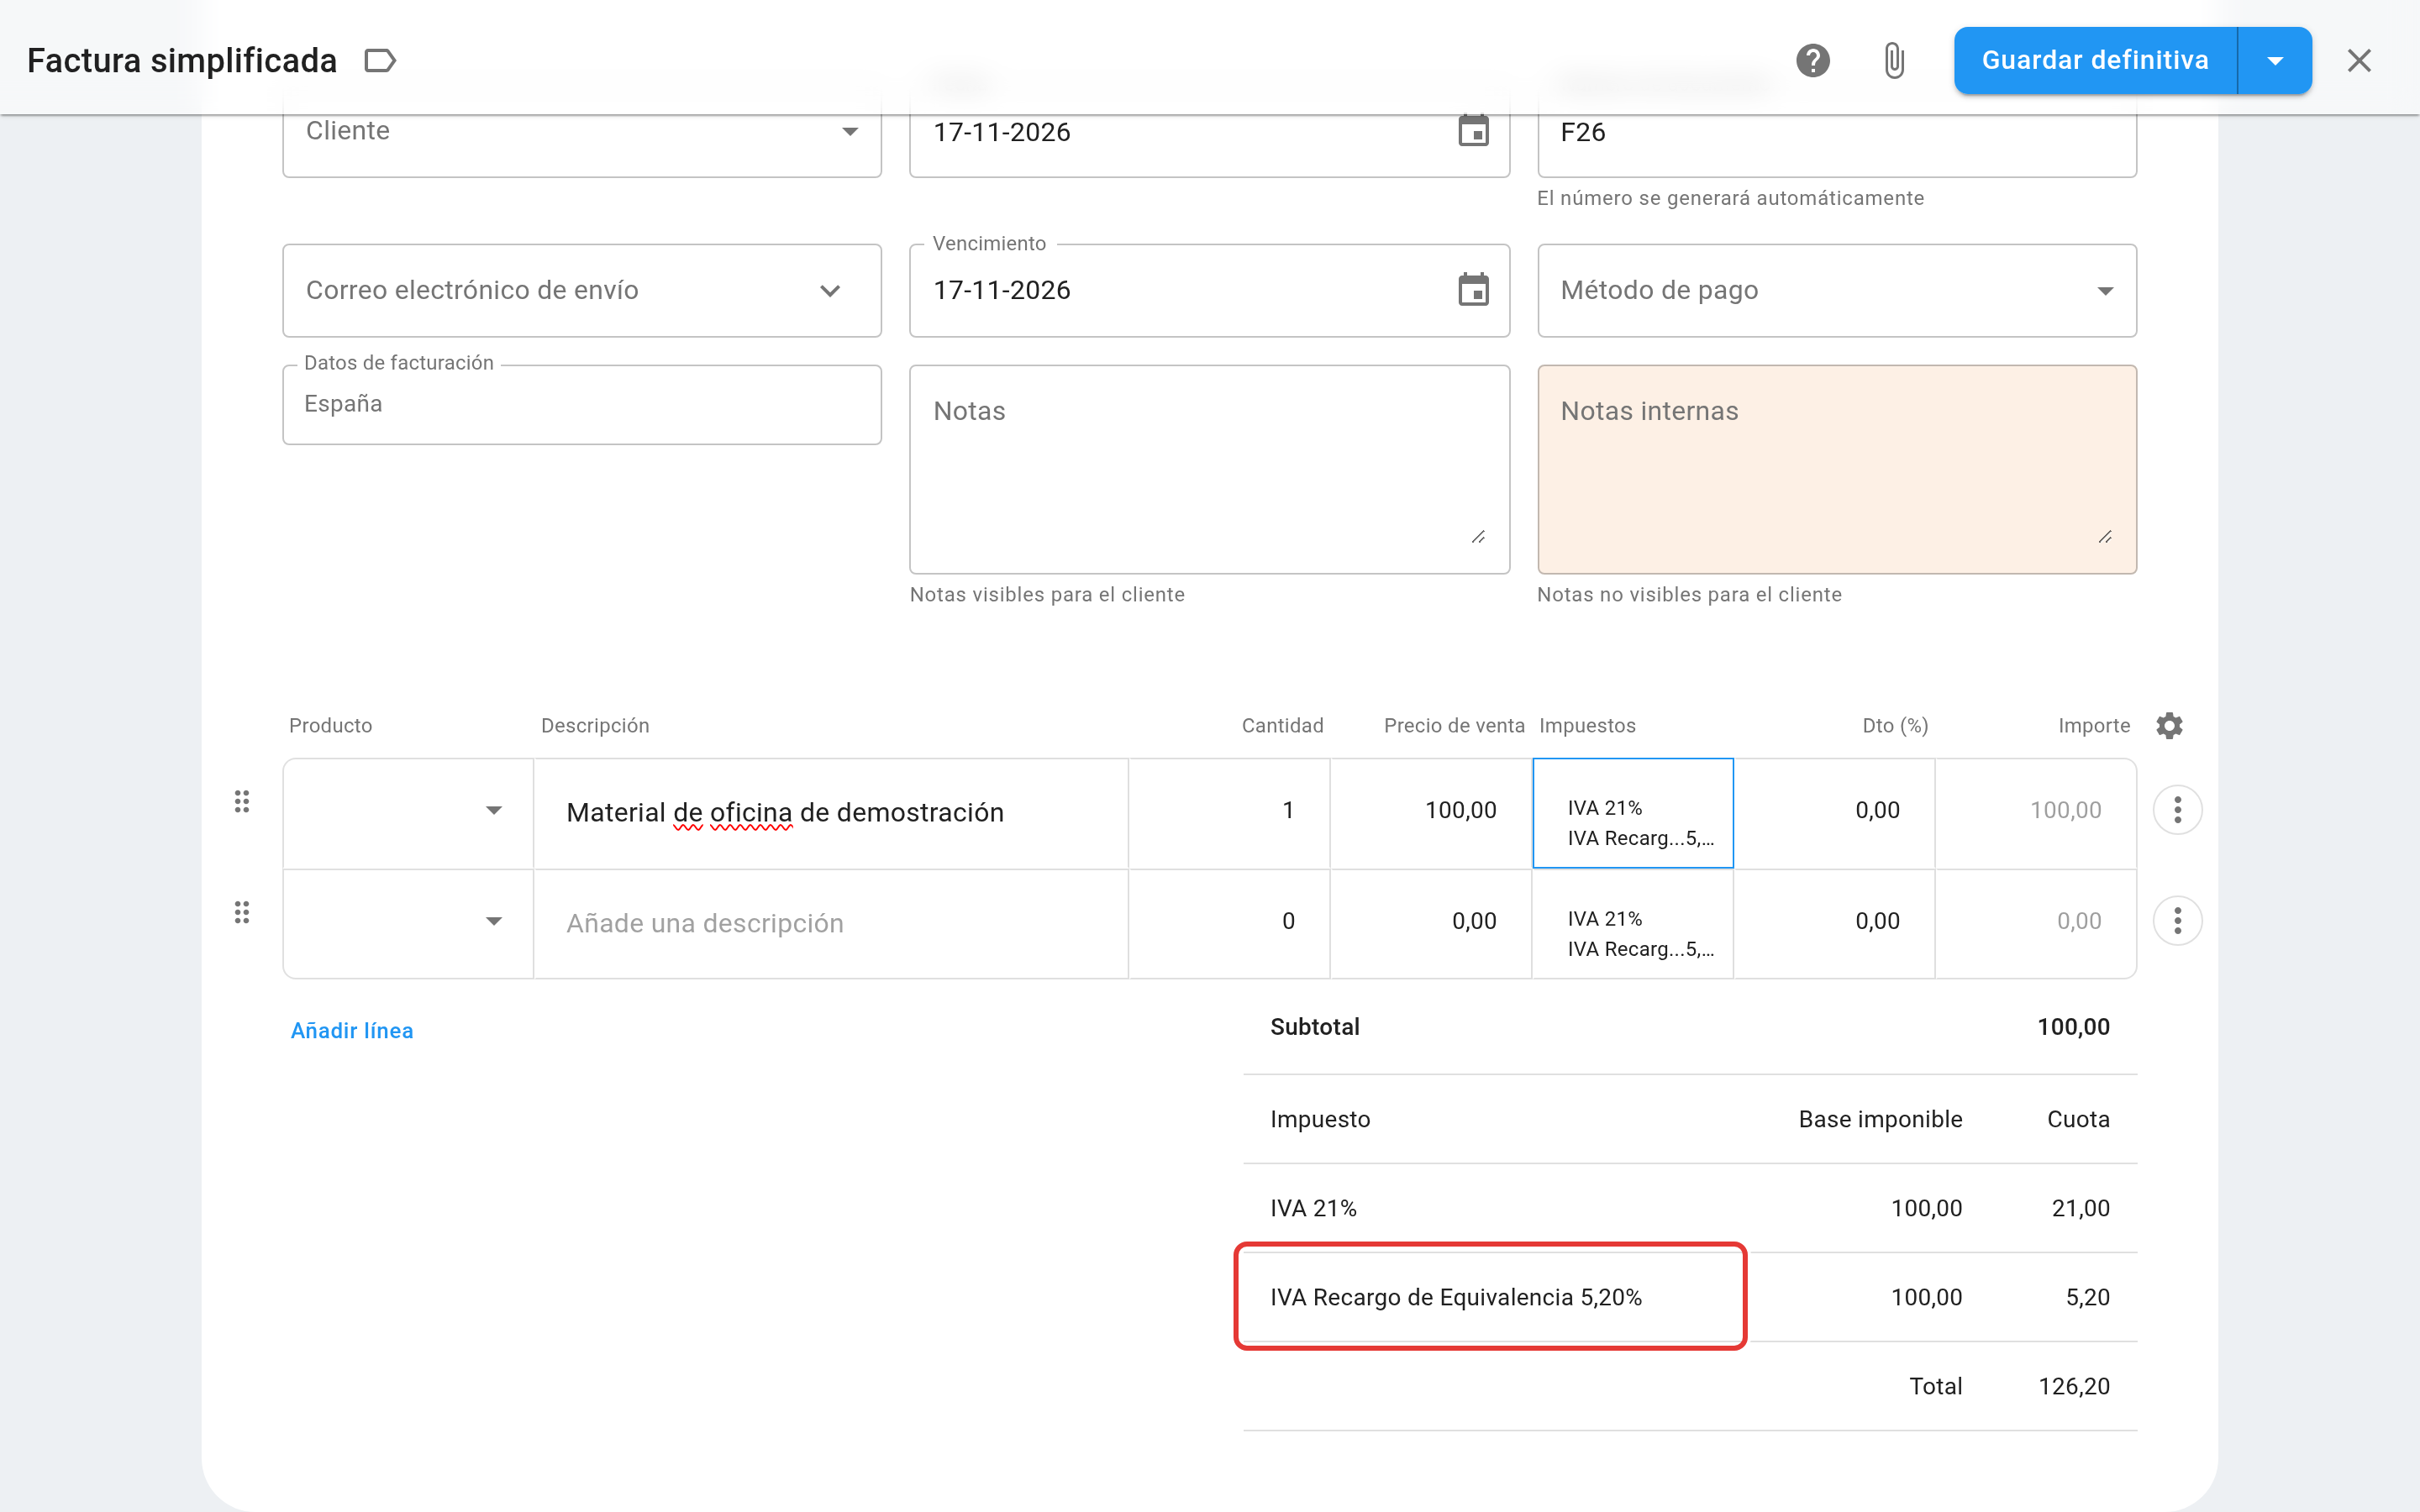 Factura simplificada
Guardar definitiva
Cliente
17-11-2026
F26
El número se generará automáticamente
Correo electrónico de envío
Vencimiento
17-11-2026
Método de pago
Datos de facturación
España
Notas
Notas internas
Notas visibles para el cliente
Notas no visibles para el cliente
Producto Descripción Cantidad Precio de venta Impuestos Dto (%) Importe
Material de oficina de demostración 1 100,00 IVA 21% 0,00 100,00
IVA Recarg...5,...
Añade una descripción 0 0,00 IVA 21% 0,00 0,00
IVA Recarg...5,...
Añadir línea
Subtotal 100,00
Impuesto Base imponible Cuota
IVA 21% 100,00 21,00
IVA Recargo de Equivalencia 5,20% 100,00 5,20
Total 126,20